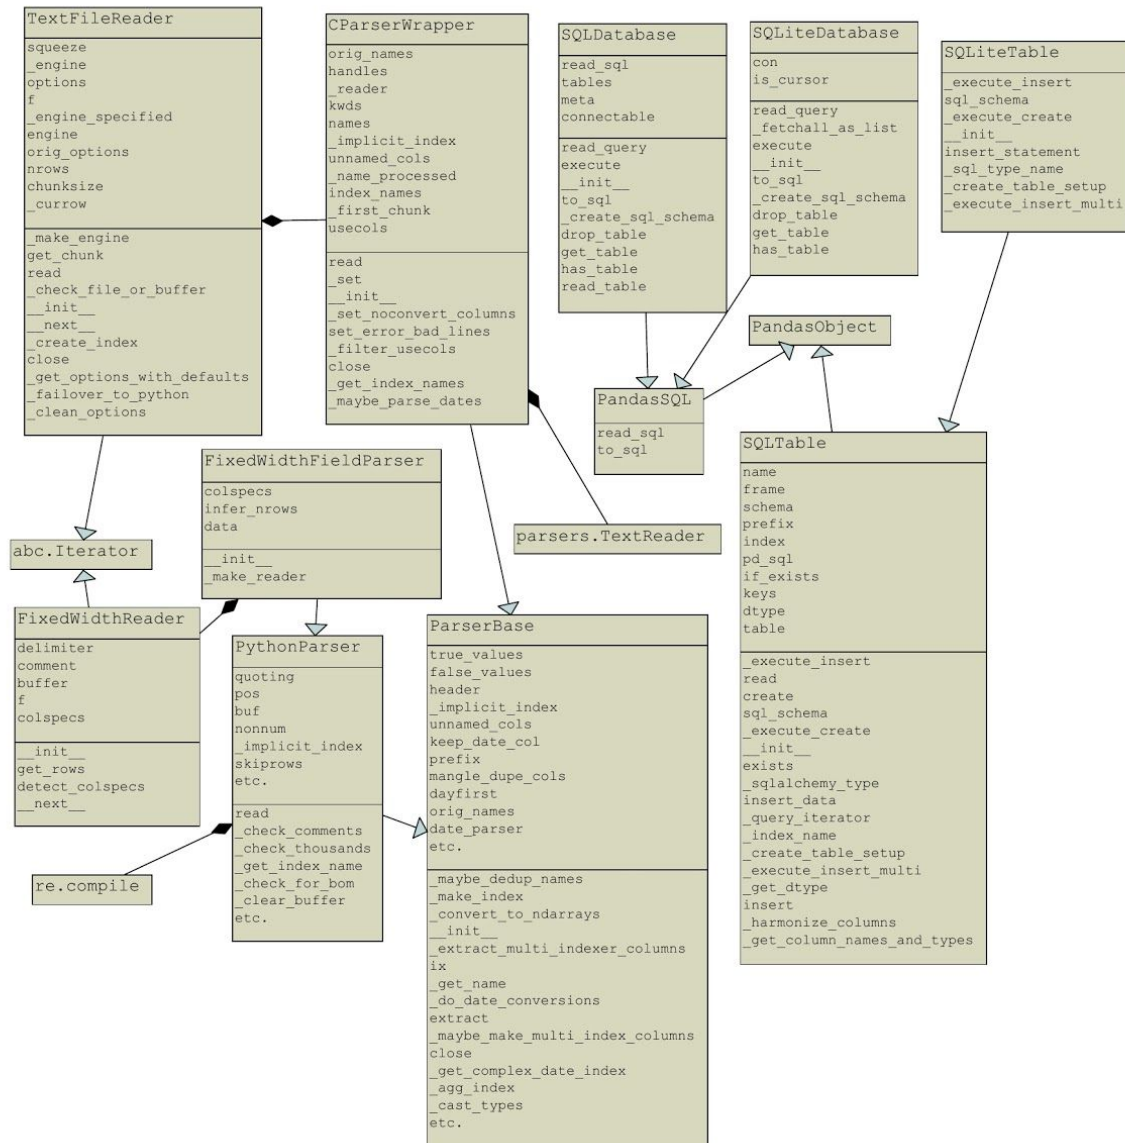 TextFileReader
squeeze
_engine
options
f
_engine_specified
engine
orig_options
nrows
chunksize
_currow
_make_engine
get_chunk
read
_check_file_or_buffer
__init__
__next__
_create_index
close
_get_options_with_defaults
_failover_to_python
_clean_options
CParserWrapper
orig_names
handles
_reader
kwds
names
_implicit_index
unnamed_cols
_name_processed
index_names
_first_chunk
usecols
read
_set
__init__
_set_noconvert_columns
set_error_bad_lines
_filter_usecols
close
_get_index_names
_maybe_parse_dates
SQLDatabase
read_sql
tables
meta
connectable
read_query
execute
__init__
to_sql
_create_sql_schema
drop_table
get_table
has_table
read_table
SQLiteDatabase
con
is_cursor
read_query
_fetchall_as_list
execute
__init__
to_sql
_create_sql_schema
drop_table
get_table
has_table
SQLiteTable
_execute_insert
sql_schema
_execute_create
__init__
insert_statement
_sql_type_name
_create_table_setup
_execute_insert_multi
PandasObject
PandasSQL
read_sql
to_sql
SQLTable
name
frame
schema
prefix
index
pd_sql
if_exists
keys
dtype
table
_execute_insert
read
create
sql_schema
_execute_create
__init__
exists
_sqlalchemy_type
insert_data
_query_iterator
_index_name
_create_table_setup
_execute_insert_multi
_get_dtype
insert
_harmonize_columns
_get_column_names_and_types
FixedWidthFieldParser
colspecs
infer_nrows
data
__init__
_make_reader
parsers.TextReader
abc.Iterator
FixedWidthReader
delimiter
comment
buffer
f
colspecs
__init__
get_rows
detect_colspecs
__next__
PythonParser
quoting
pos
buf
nonnum
_implicit_index
skiprows
etc.
read
_check_comments
_check_thousands
_get_index_name
_check_for_bom
_clear_buffer
etc.
re.compile
ParserBase
true_values
false_values
header
_implicit_index
unnamed_cols
keep_date_col
prefix
mangle_dupe_cols
dayfirst
orig_names
date_parser
etc.
_maybe_dedup_names
_make_index
_convert_to_ndarrays
__init__
_extract_multi_indexer_columns
ix
_get_name
_do_date_conversions
extract
_maybe_make_multi_index_columns
close
_get_complex_date_index
_agg_index
_cast_types
etc.